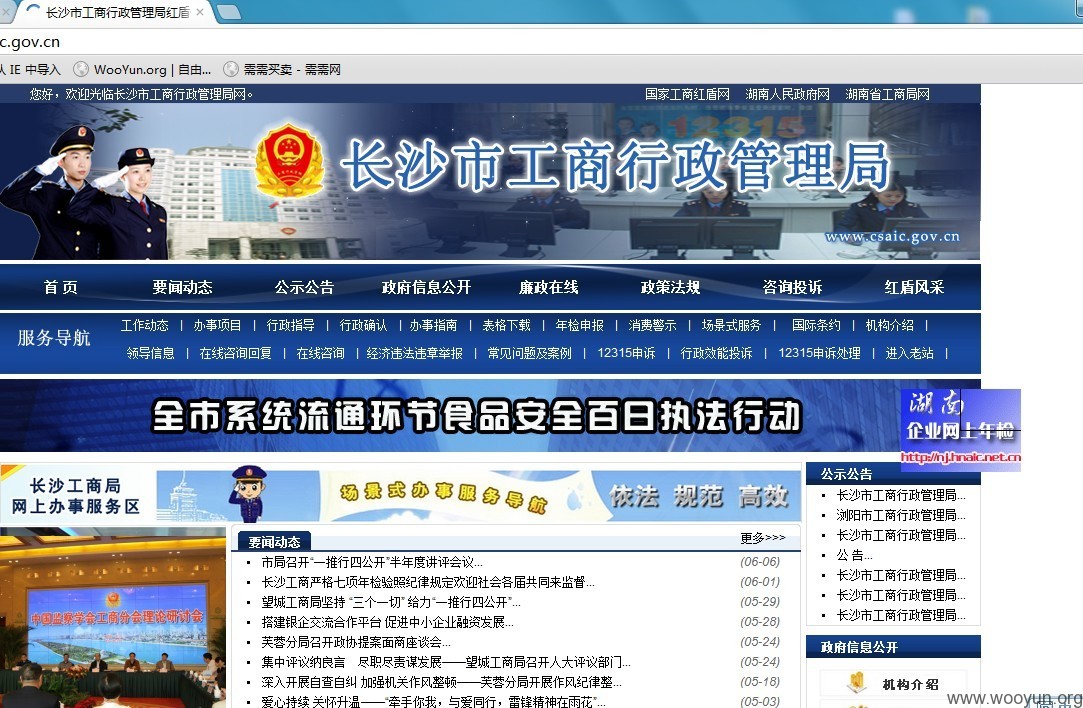 长沙市工商行政管理局红盾
c.gov.cn
从 IE 中导入 WooYun.org | 自由... 需需买卖 - 需需网
您好，欢迎光临长沙市工商行政管理局网。 国家工商红盾网 湖南人民政府网 湖南省工商局网
12315
长沙市工商行政管理局
www.csaic.gov.cn
首 页 要闻动态 公示公告 政府信息公开 廉政在线 政策法规 咨询投诉 红盾风采
服务导航
工作动态 | 办事项目 | 行政指导 | 行政确认 | 办事指南 | 表格下载 | 年检申报 | 消费警示 | 场景式服务 | 国际条约 | 机构介绍 |
领导信息 | 在线咨询回复 | 在线咨询 | 经济违法违章举报 | 常见问题及案例 | 12315申诉 | 行政效能投诉 | 12315申诉处理 | 进入老站 |
全市系统流通环节食品安全百日执法行动
湖 南
企业网上年检
http://nj.hnaic.net.cn
长沙工商局
网上办事服务区
场景式办事服务导航
依法 规范 高效
公示公告
长沙市工商行政管理局...
浏阳市工商行政管理局...
长沙市工商行政管理局...
公 告...
长沙市工商行政管理局...
长沙市工商行政管理局...
长沙市工商行政管理局...
政府信息公开
机构介绍
中国监察学会工商分会理论研讨会
要闻动态 更多>>>
市局召开“一推行四公开”半年度讲评会议... (06-06)
长沙工商严格七项年检验照纪律规定欢迎社会各届共同来监督... (06-01)
望城工商局坚持 “三个一切” 给力“一推行四公开”... (05-29)
搭建银企交流合作平台 促进中小企业融资发展... (05-28)
芙蓉分局召开政协提案面商座谈会... (05-24)
集中评议纳良言 尽职尽责谋发展——望城工商局召开人大评议部门... (05-24)
深入开展自查自纠 加强机关作风整顿——芙蓉分局开展作风纪律整... (05-18)
爱心持续 关怀升温——“牵手你我，与爱同行，雷锋精神在雨花”... (05-03)
www.wooyun.org